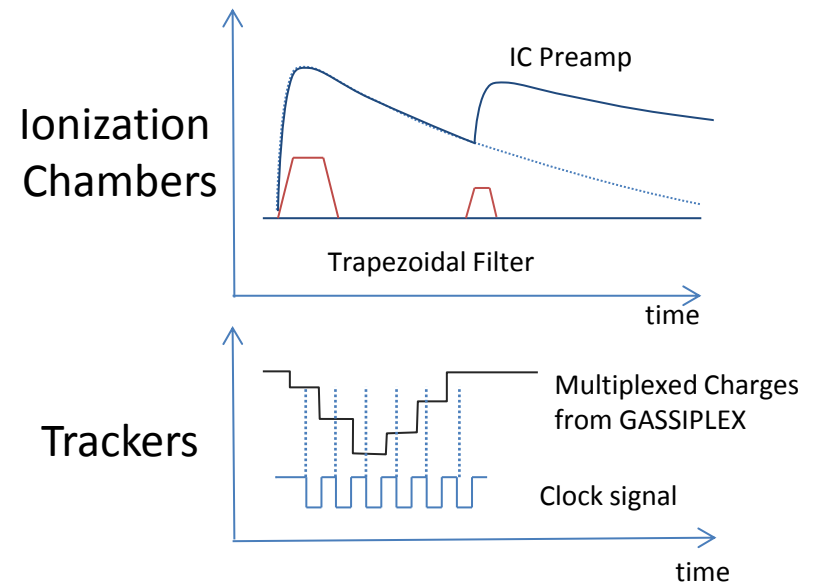 IC Preamp
Ionization
Chambers
Trapezoidal Filter
time
Multiplexed Charges
from GASSIPLEX
Trackers
Clock signal
time